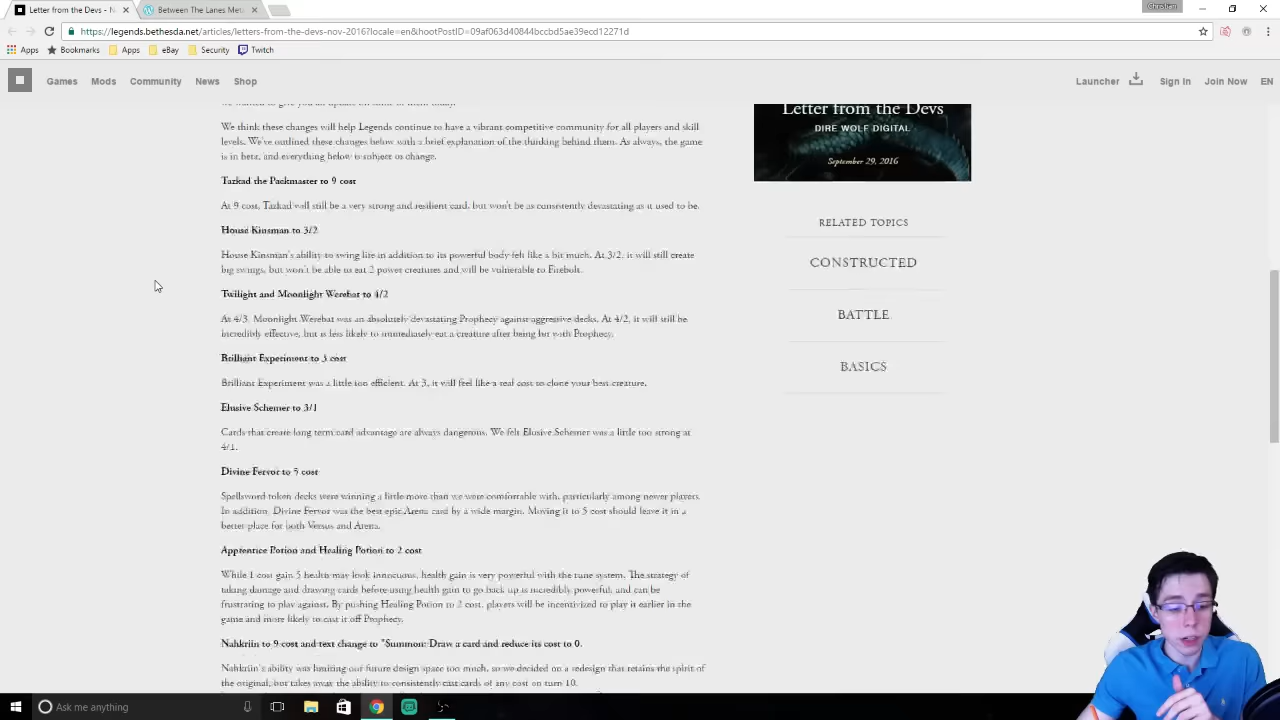 Letter from the Devs - N
Between The Lanes Met
Christian
https://legends.bethesda.net/articles/letters-from-the-devs-nov-2016?locale=en&hootPostID=09af063d40844bccbd5ae39ecd12271d
Apps
Bookmarks
Apps
eBay
Security
Twitch
Games Mods Community News Shop
Launcher Sign In Join Now EN
we wanted to give you an update on some of them today.
We think these changes will help Legends continue to have a vibrant competitive community for all players and skill
levels. We've outlined these changes below with a brief explanation of the thinking behind them. As always, the game
is in beta, and everything below is subject to change.
Tazkad the Packmaster to 9 cost
At 9 cost, Tazkad will still be a very strong and resilient card, but won't be as consistently devastating as it used to be.
House Kinsman to 3/2
House Kinsman's ability to swing life in addition to its powerful body felt like a bit much. At 3/2, it will still create
big swings, but won't be able to eat 2 power creatures and will be vulnerable to Firebolt.
Twilight and Moonlight Werebat to 4/2
At 4/3, Moonlight Werebat was an absolutely devastating Prophecy against aggressive decks. At 4/2, it will still be
incredibly effective, but is less likely to immediately eat a creature after being hit with Prophecy.
Brilliant Experiment to 3 cost
Brilliant Experiment was a little too efficient. At 3, it will feel like a real cost to clone your best creature.
Elusive Schemer to 3/1
Cards that create long term card advantage are always dangerous. We felt Elusive Schemer was a little too strong at
4/1.
Divine Fervor to 5 cost
Spellsword token decks were winning a little more than we were comfortable with, particularly among newer players.
In addition, Divine Fervor was the best epic Arena card by a wide margin. Moving it to 5 cost should leave it in a
better place for both Versus and Arena.
Apprentice Potion and Healing Potion to 2 cost
While 1 cost gain 5 health may look innocuous, health gain is very powerful with the rune system. The strategy of
taking damage and drawing cards before using health gain to go back up is incredibly powerful, and can be
frustrating to play against. By pushing Healing Potion to 2 cost, players will be incentivized to play it earlier in the
game and more likely to cast it off Prophecy.
Nahkriin to 9 cost and text change to "Summon: Draw a card and reduce its cost to 0.
Nahkriin's ability was limiting our future design space too much, so we decided on a redesign that retains the spirit of
the original, but takes away the ability to consistently cast cards of any cost on turn 10.
Letter from the Devs
DIRE WOLF DIGITAL
September 29, 2016
RELATED TOPICS
CONSTRUCTED
BATTLE
BASICS
Ask me anything